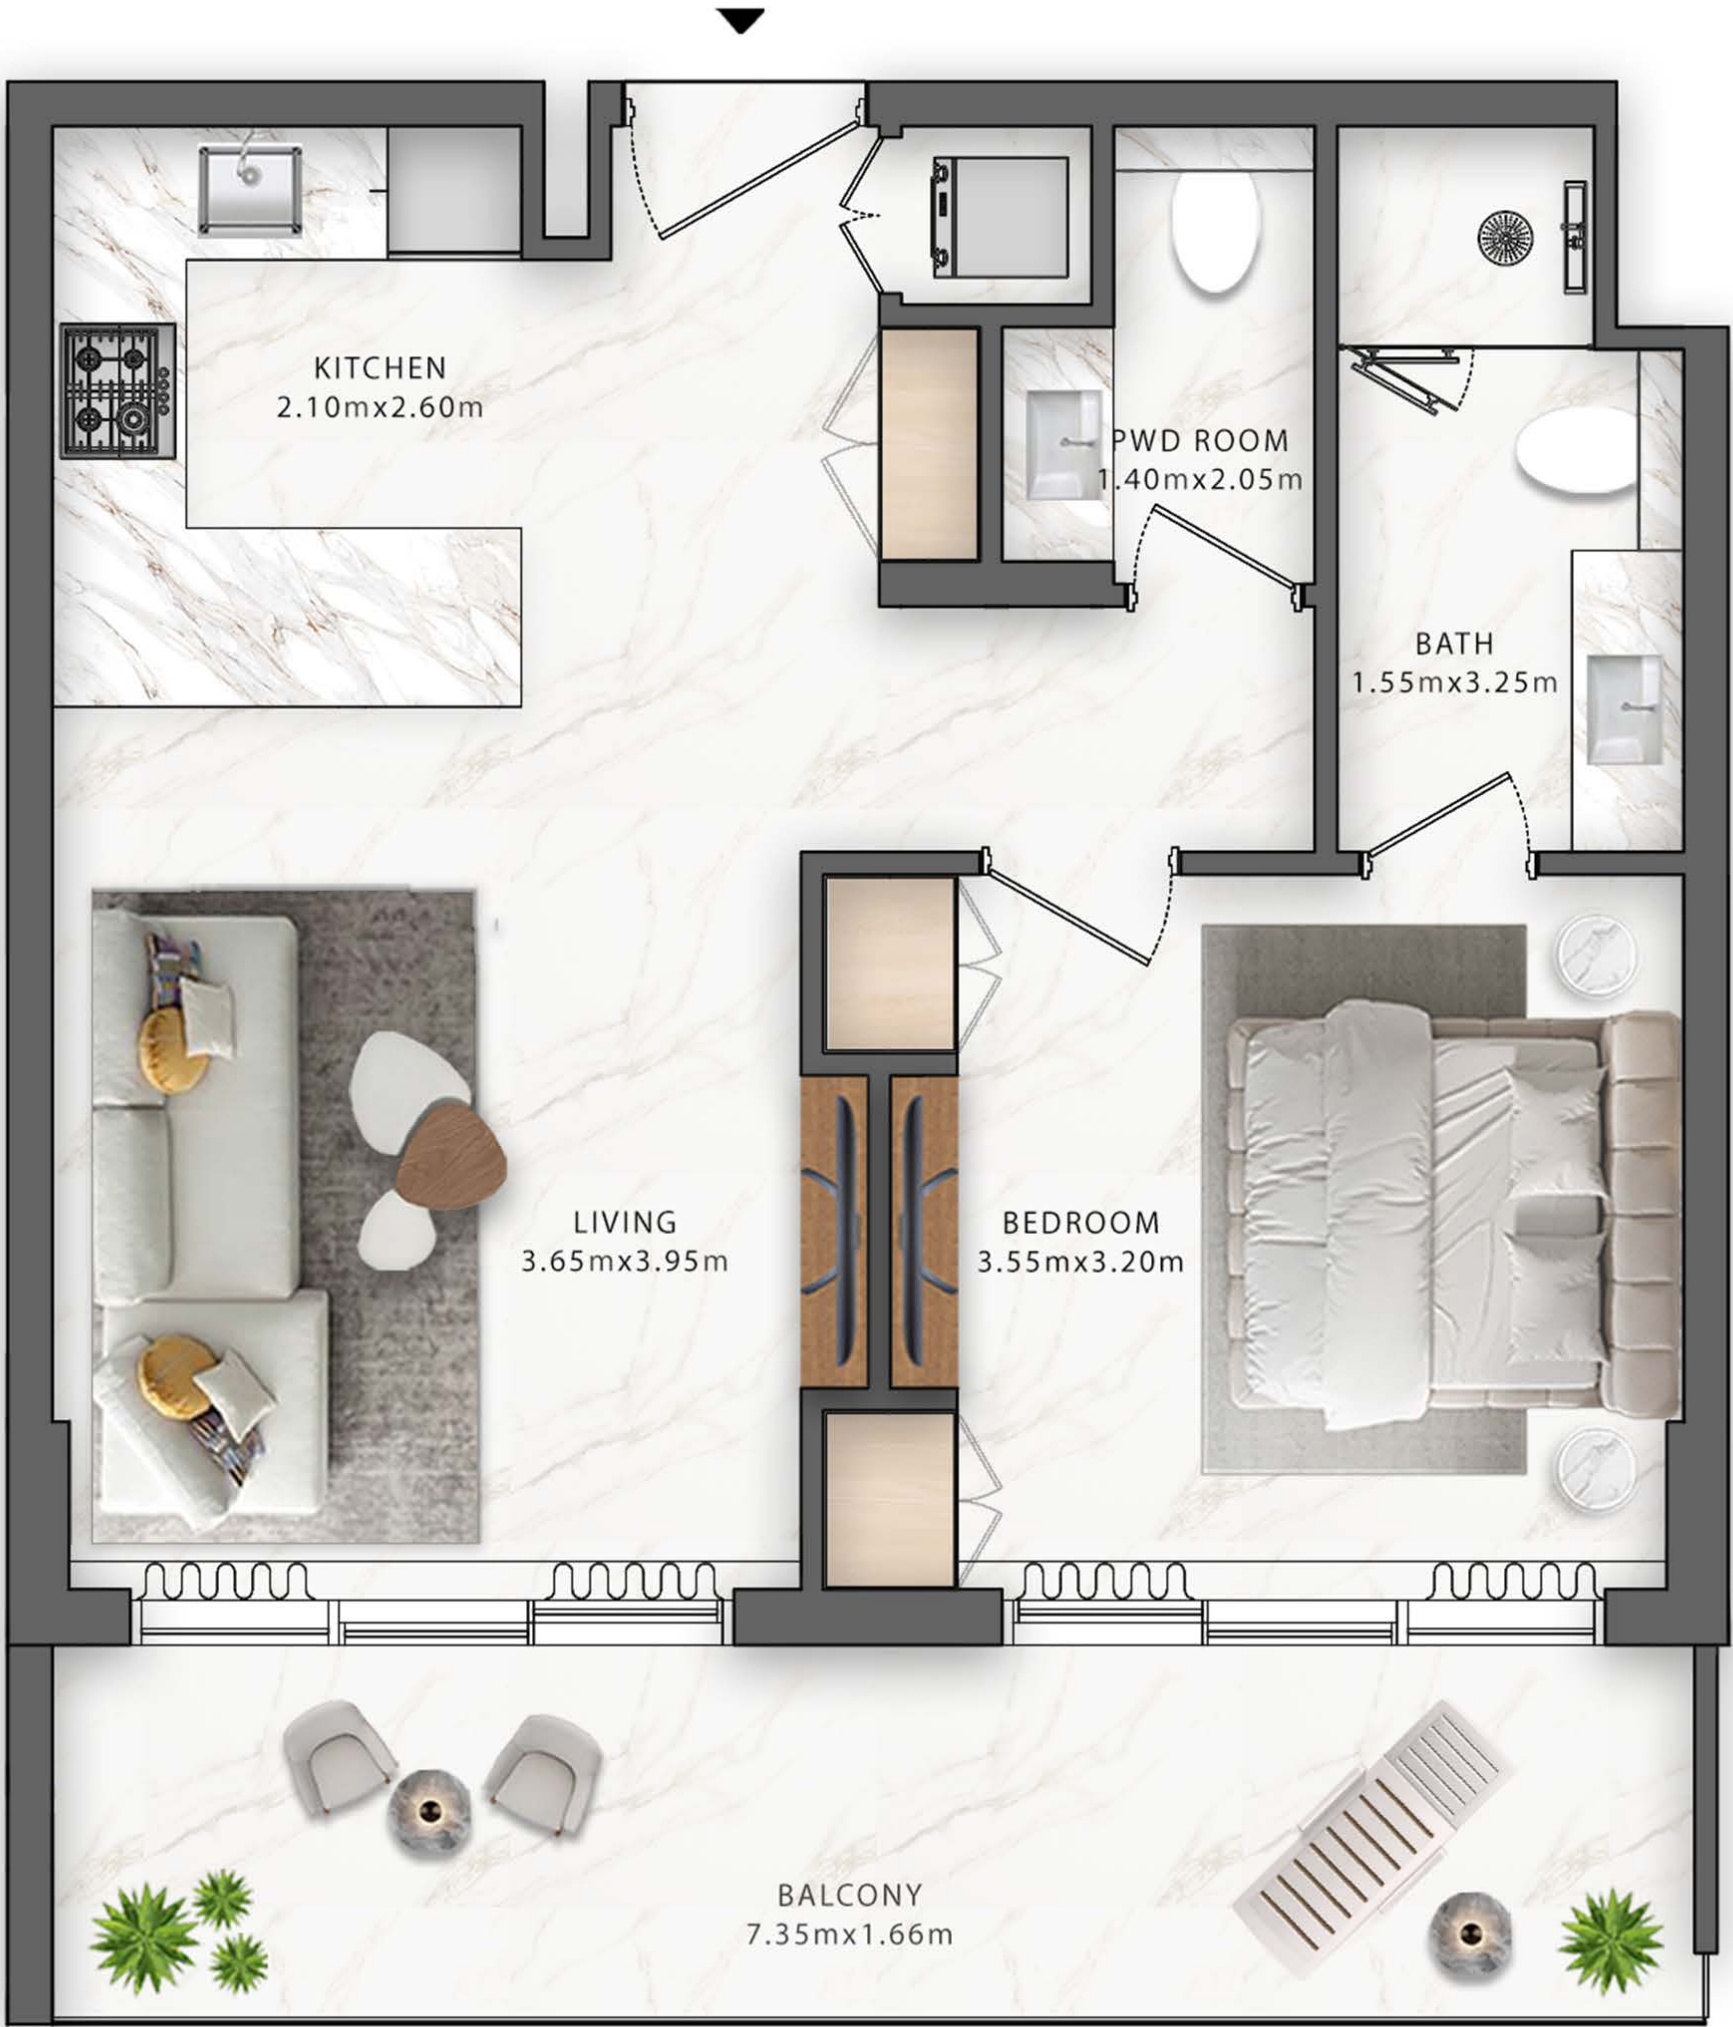 KITCHEN
2.10mx2.60m
PWD ROOM
1.40mx2.05m
BATH
1.55mx3.25m
LIVING
3.65mx3.95m
BEDROOM
3.55mx3.20m
BALCONY
7.35mx1.66m